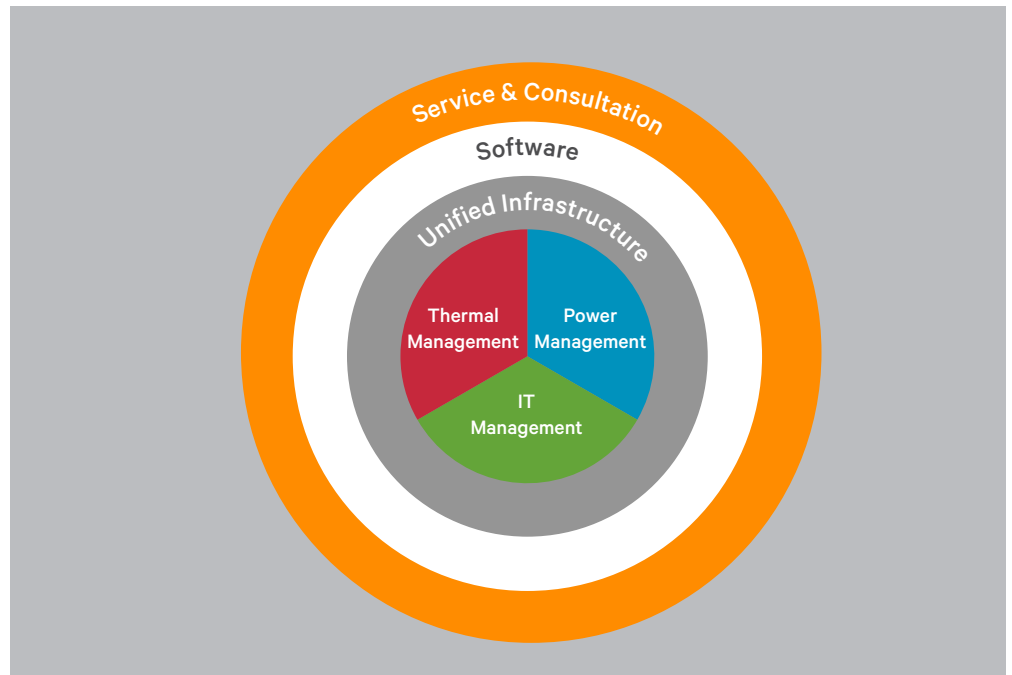 Service & Consultation
Software
Unified Infrastructure
Thermal
Management
Power
Management
IT
Management